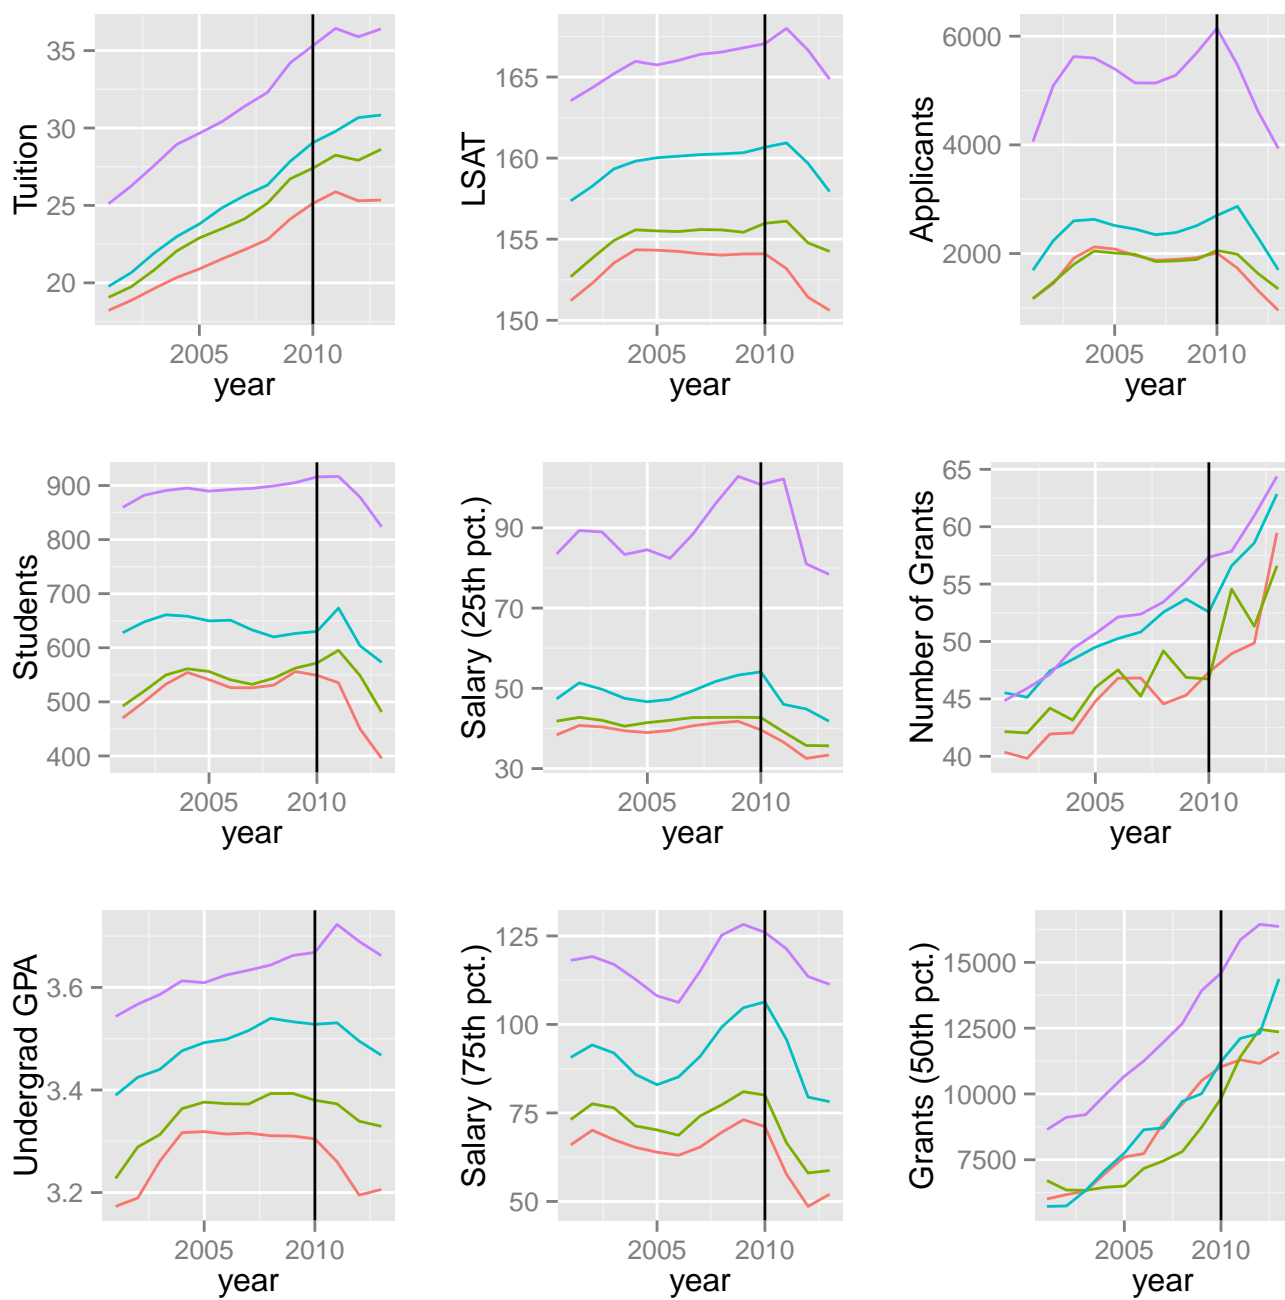 Tuition
35
30
25
20
2005 2010
year
LSAT
165
160
155
150
2005 2010
year
Applicants
6000
4000
2000
2005 2010
year
Students
900
800
700
600
500
400
2005 2010
year
Salary (25th pct.)
90
70
50
30
2005 2010
year
Number of Grants
65
60
55
50
45
40
2005 2010
year
Undergrad GPA
3.6
3.4
3.2
2005 2010
year
Salary (75th pct.)
125
100
75
50
2005 2010
year
Grants (50th pct.)
15000
12500
10000
7500
2005 2010
year